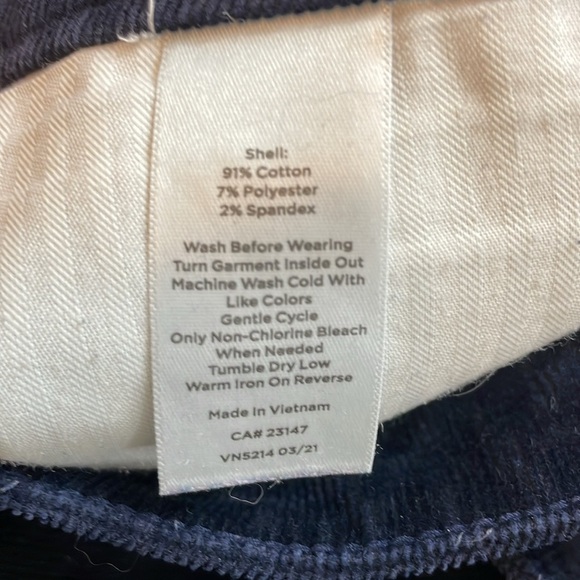 Shell:
91% Cotton
7% Polyester
2% Spandex
Wash Before Wearing
Turn Garment Inside Out
Machine Wash Cold With
Like Colors
Gentle Cycle
Only Non-Chlorine Bleach
When Needed
Tumble Dry Low
Warm Iron On Reverse
Made In Vietnam
CA# 23147
VN5214 03/21